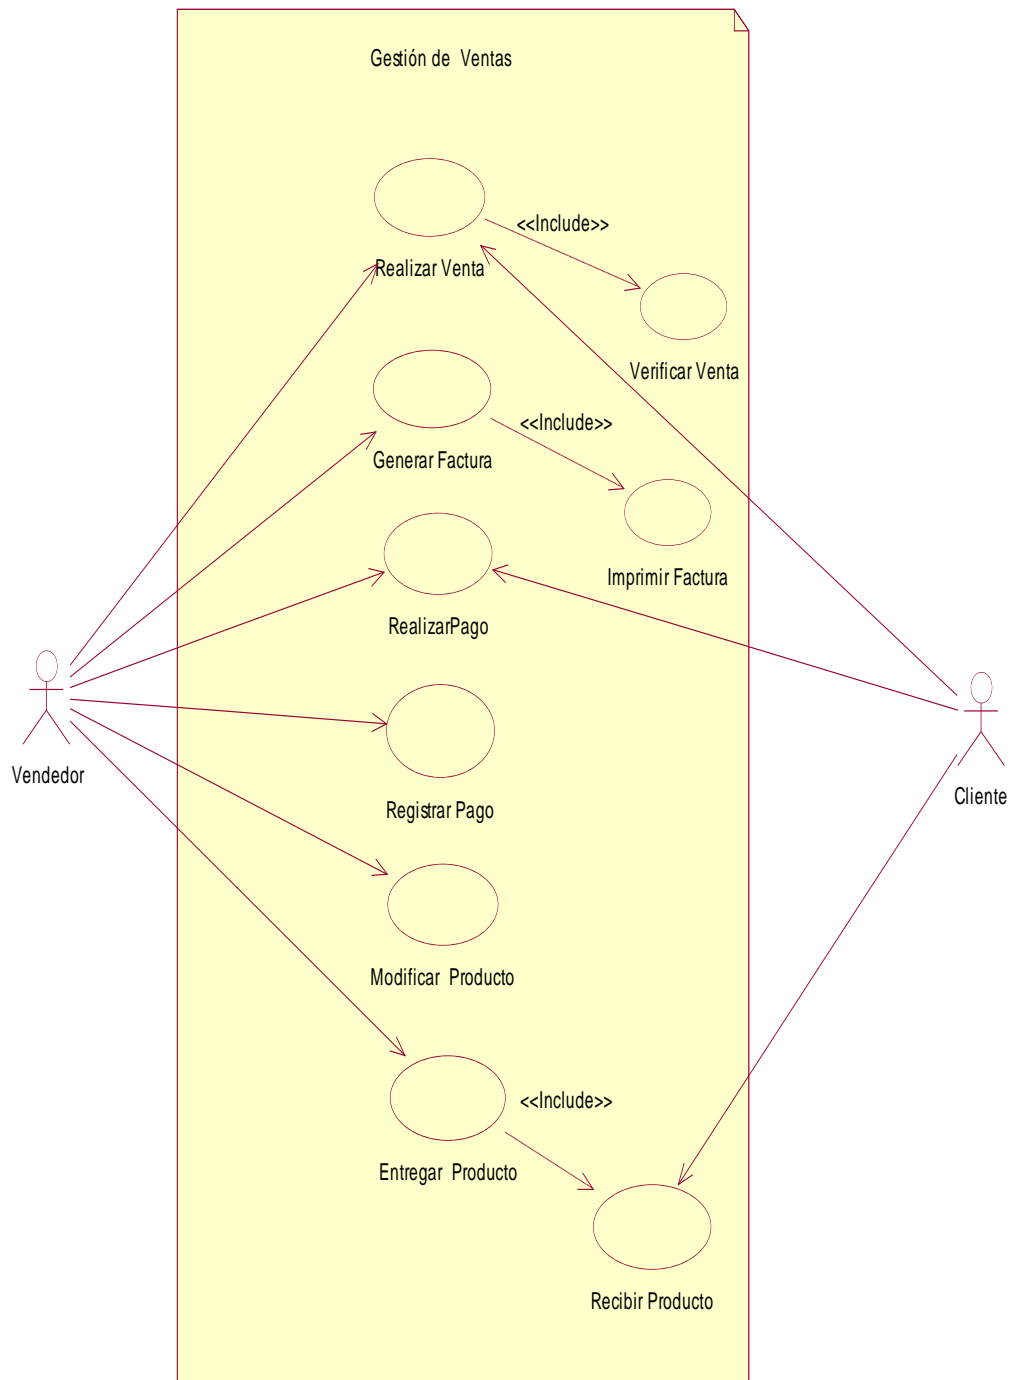 Gestión de Ventas
<<Include>>
Realizar Venta
Verificar Venta
<<Include>>
Generar Factura
Imprimir Factura
RealizarPago
Vendedor
Cliente
Registrar Pago
Modificar Producto
<<Include>>
Entregar Producto
Recibir Producto